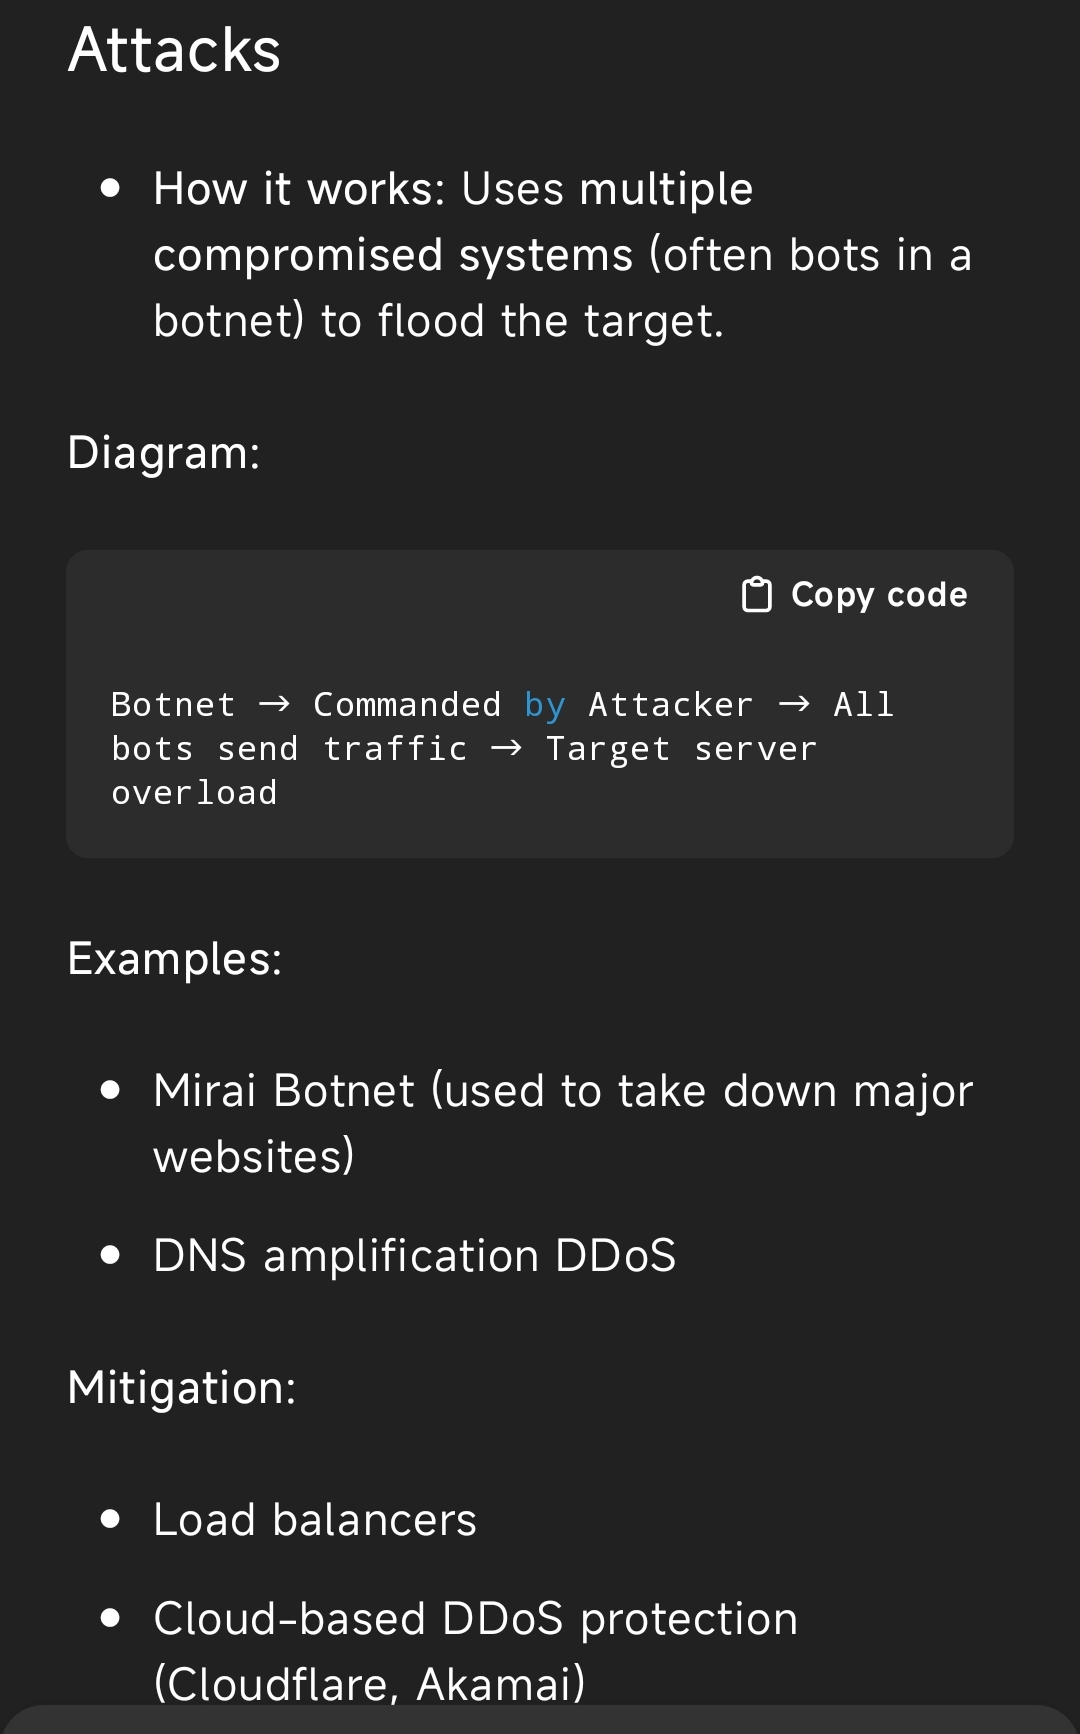 Attacks
• How it works: Uses multiple
compromised systems (often bots in a
botnet) to flood the target.
Diagram:
Copy code
Botnet → Commanded by Attacker → All
bots send traffic → Target server
overload
Examples:
• Mirai Botnet (used to take down major
websites)
• DNS amplification DDoS
Mitigation:
• Load balancers
• Cloud-based DDoS protection
(Cloudflare, Akamai)